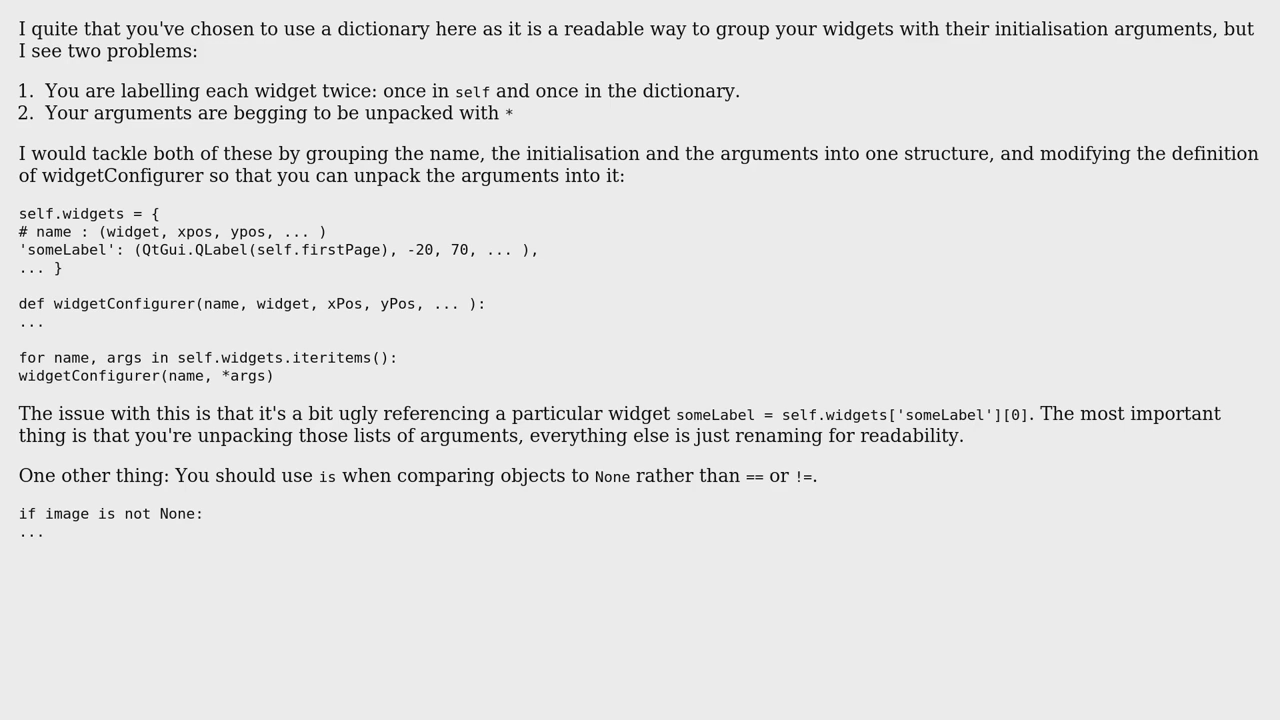 I quite that you've chosen to use a dictionary here as it is a readable way to group your widgets with their initialisation arguments, but
I see two problems:
1. You are labelling each widget twice: once in self and once in the dictionary.
2. Your arguments are begging to be unpacked with *
I would tackle both of these by grouping the name, the initialisation and the arguments into one structure, and modifying the definition
of widgetConfigurer so that you can unpack the arguments into it:
self.widgets = {
# name : (widget, xpos, ypos, ... )
'someLabel': (QtGui.QLabel(self.firstPage), -20, 70, ... ),
... }
def widgetConfigurer(name, widget, xPos, yPos, ... ):
...
for name, args in self.widgets.iteritems():
widgetConfigurer(name, *args)
The issue with this is that it's a bit ugly referencing a particular widget someLabel = self.widgets['someLabel'][0]. The most important
thing is that you're unpacking those lists of arguments, everything else is just renaming for readability.
One other thing: You should use is when comparing objects to None rather than == or !=.
if image is not None:
...